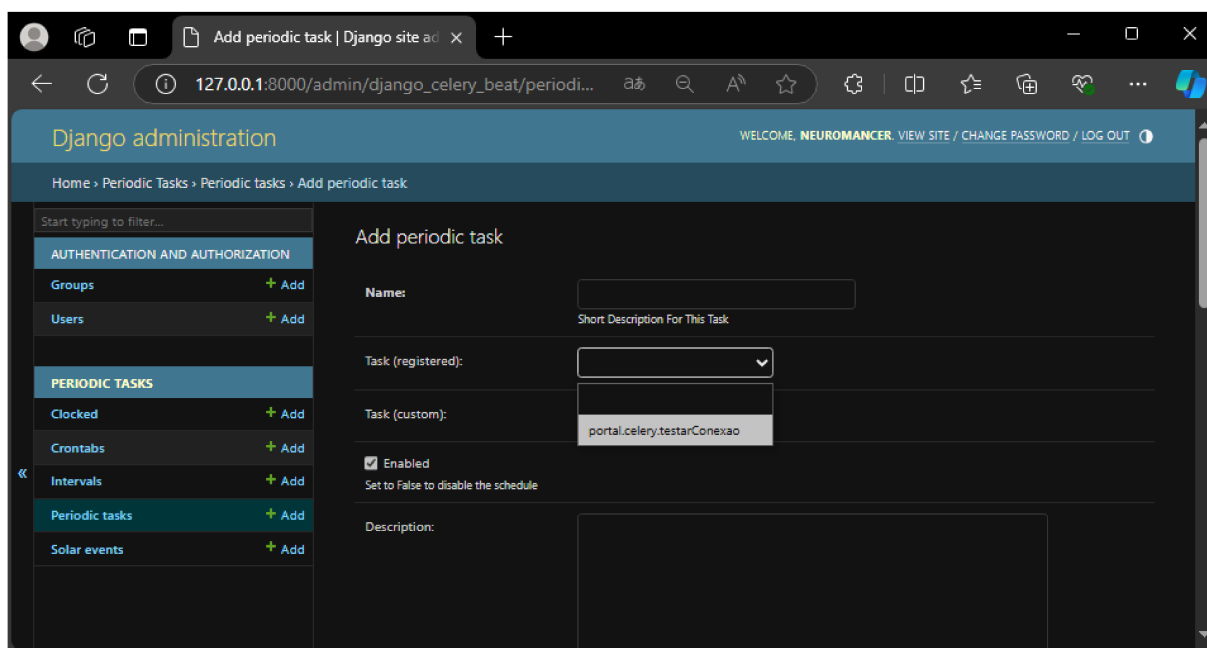 Add periodic task | Django site ad
127.0.0.1:8000/admin/django_celery_beat/periodi...
Django administration
WELCOME, NEUROMANCER. VIEW SITE / CHANGE PASSWORD / LOG OUT
Home › Periodic Tasks › Periodic tasks › Add periodic task
Start typing to filter...
AUTHENTICATION AND AUTHORIZATION
Groups + Add
Users + Add
PERIODIC TASKS
Clocked + Add
Crontabs + Add
Intervals + Add
Periodic tasks + Add
Solar events + Add
Add periodic task
Name:
Short Description For This Task
Task (registered):
Task (custom):
portal.celery.testarConexao
Enabled
Set to False to disable the schedule
Description: